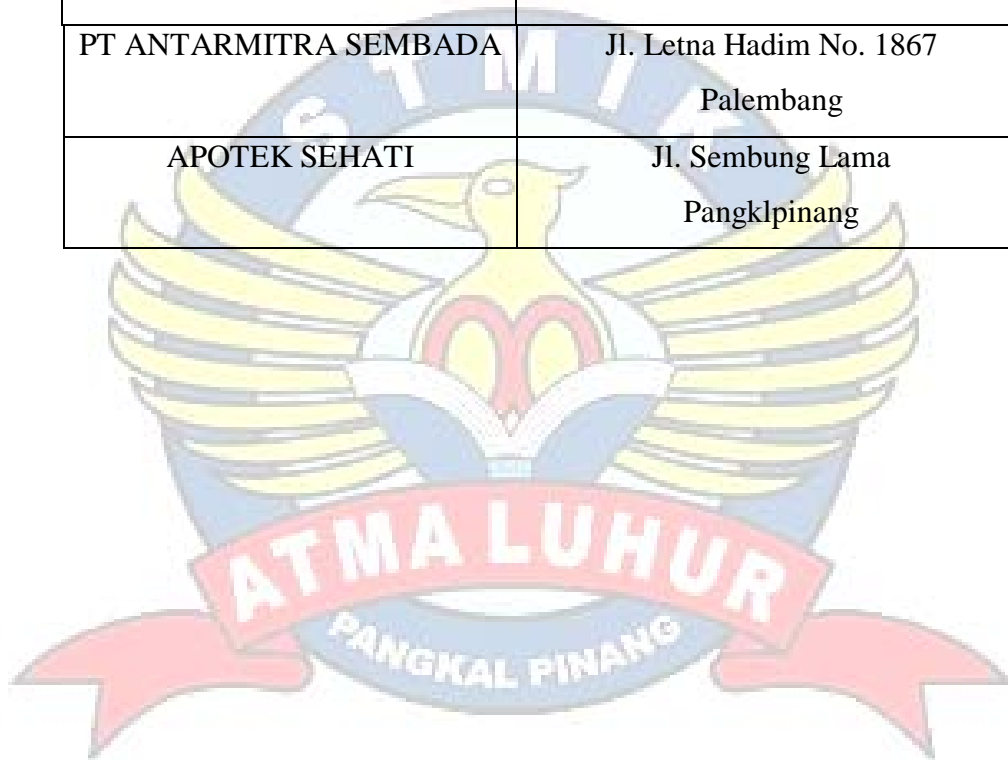 PT ANTARMITRA SEMBADA
Jl. Letna Hadim No. 1867
Palembang
APOTEK SEHATI
Jl. Sembung Lama
Pangklpinang
STMIK
ATMA LUHUR
PANGKAL PINANG